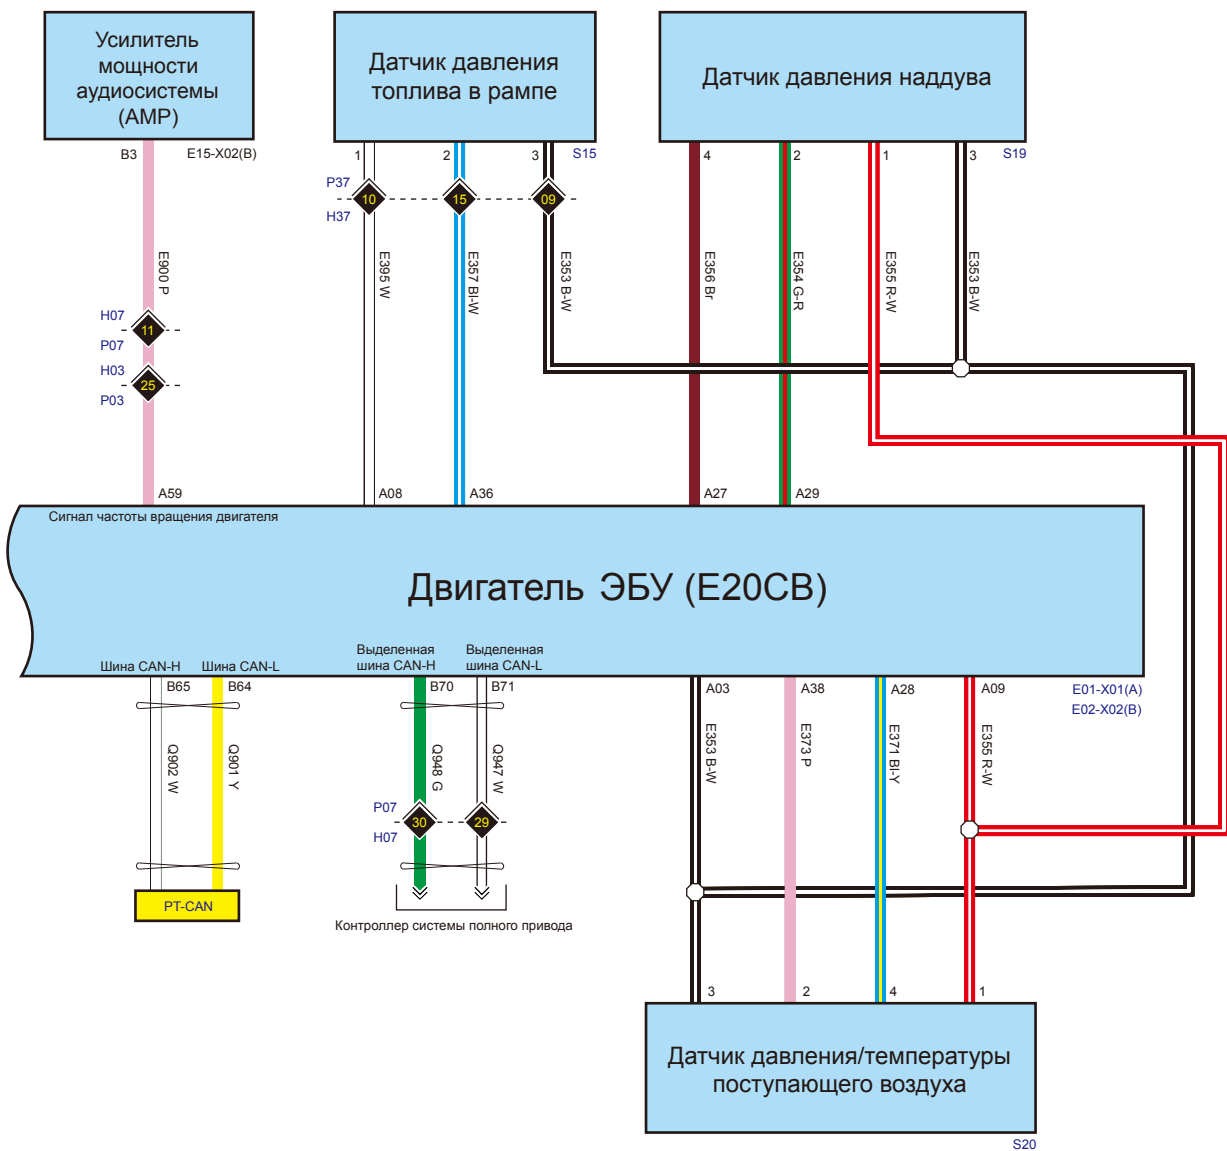 Усилитель
мощности
аудиосистемы
(AMP)
Датчик давления
топлива в рампе
Датчик давления наддува
B3
E15-X02(B)
1
2
3
S15
4
2
1
3
S19
P37
H37
10
15
09
E900 P
E395 W
E357 Bl-W
E353 B-W
E356 Br
E354 G-R
E355 R-W
E353 B-W
H07
P07
11
H03
P03
25
A59
A08
A36
A27
A29
Сигнал частоты вращения двигателя
Двигатель ЭБУ (E20CB)
Шина CAN-H
Шина CAN-L
Выделенная
шина CAN-H
Выделенная
шина CAN-L
B65
B64
B70
B71
A03
A38
A28
A09
E01-X01(A)
E02-X02(B)
Q902 W
Q901 Y
Q948 G
Q947 W
E353 B-W
E373 P
E371 Bl-Y
E355 R-W
P07
H07
30
29
PT-CAN
Контроллер системы полного привода
3
2
4
1
Датчик давления/температуры
поступающего воздуха
S20